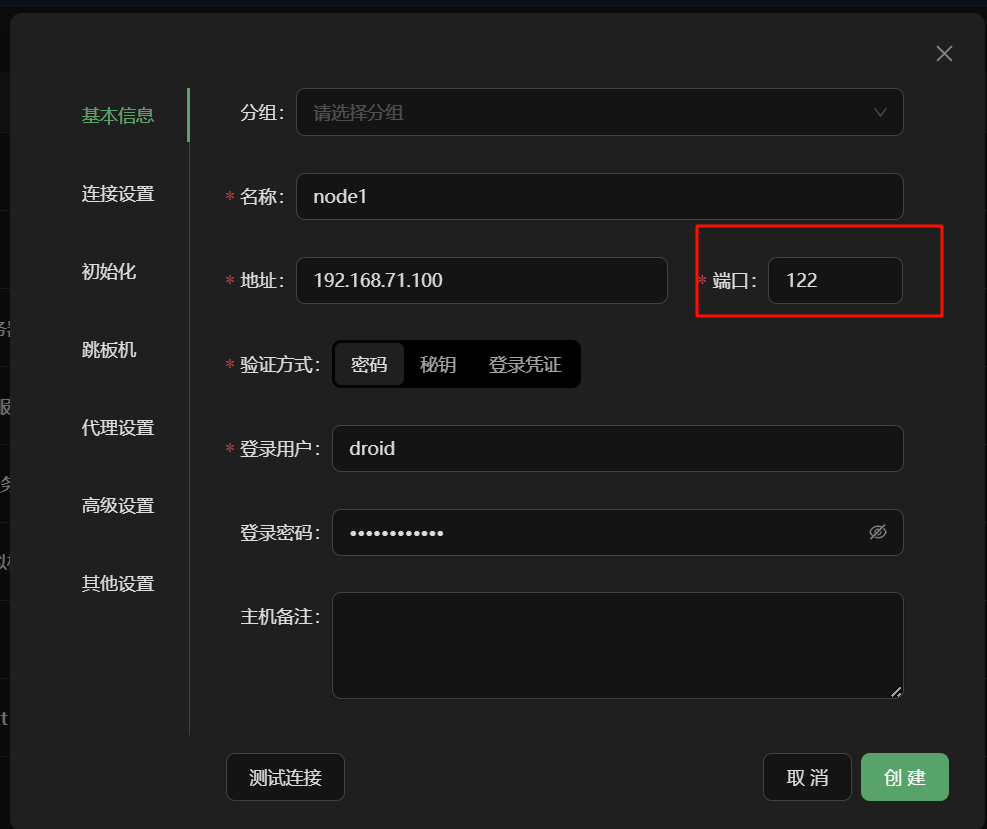 基本信息
连接设置
初始化
跳板机
代理设置
高级设置
其他设置
分组： 请选择分组
* 名称： node1
* 地址： 192.168.71.100 * 端口： 122
* 验证方式： 密码 秘钥 登录凭证
* 登录用户： droid
登录密码： ••••••••••••
主机备注：
测试连接 取 消 创 建